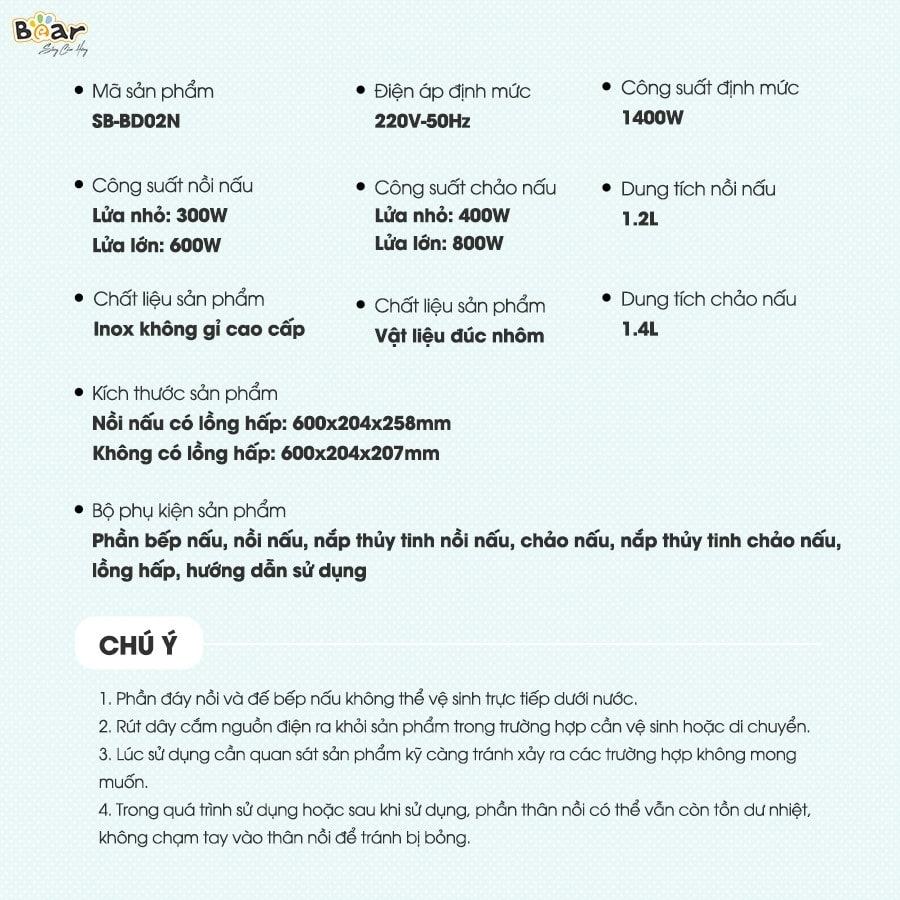 Bear
Sống Cân Hứng
Mã sản phẩm
SB-BD02N
Điện áp định mức
220V-50Hz
Công suất định mức
1400W
Công suất nồi nấu
Lửa nhỏ: 300W
Lửa lớn: 600W
Công suất chảo nấu
Lửa nhỏ: 400W
Lửa lớn: 800W
Dung tích nồi nấu
1.2L
Chất liệu sản phẩm
Inox không gỉ cao cấp
Chất liệu sản phẩm
Vật liệu đúc nhôm
Dung tích chảo nấu
1.4L
Kích thước sản phẩm
Nồi nấu có lồng hấp: 600x204x258mm
Không có lồng hấp: 600x204x207mm
Bộ phụ kiện sản phẩm
Phần bếp nấu, nồi nấu, nắp thủy tinh nồi nấu, chảo nấu, nắp thủy tinh chảo nấu,
lồng hấp, hướng dẫn sử dụng
CHÚ Ý
1. Phần đáy nồi và đế bếp nấu không thể vệ sinh trực tiếp dưới nước.
2. Rút dây cắm nguồn điện ra khỏi sản phẩm trong trường hợp cần vệ sinh hoặc di chuyển.
3. Lúc sử dụng cần quan sát sản phẩm kỹ càng tránh xảy ra các trường hợp không mong
muốn.
4. Trong quá trình sử dụng hoặc sau khi sử dụng, phần thân nồi có thể vẫn còn tồn dư nhiệt,
không chạm tay vào thân nồi để tránh bị bỏng.